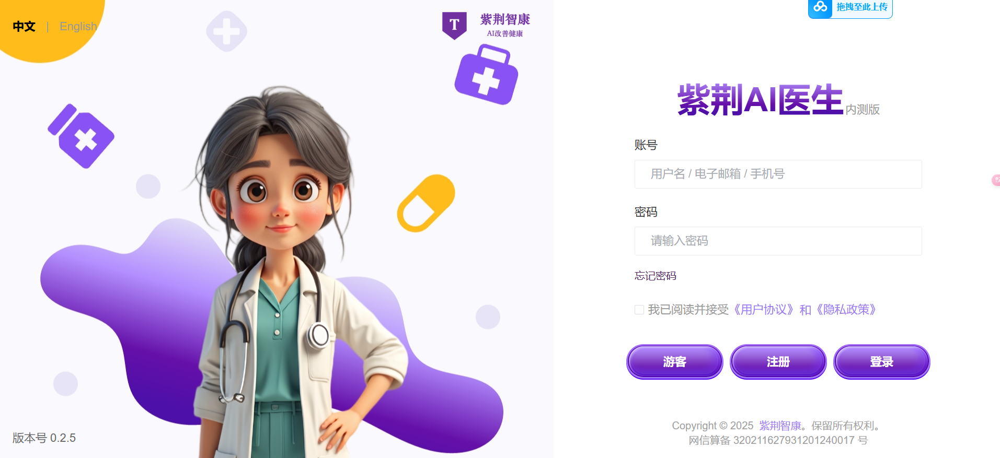 中文 | English
T 紫荆智康
AI改善健康
版本号 0.2.5
拖拽至此上传
紫荆AI医生内测版
账号
用户名 / 电子邮箱 / 手机号
密码
请输入密码
忘记密码
我已阅读并接受《用户协议》和《隐私政策》
游客 注册 登录
Copyright © 2025 紫荆智康。保留所有权利。
网信算备 320211627931201240017 号